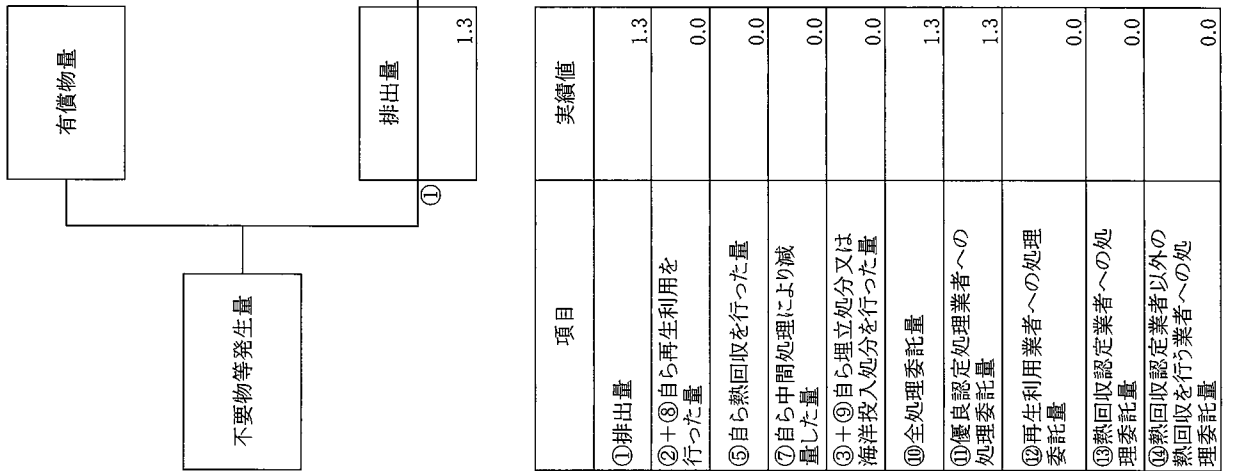 有償物量
不要物等発生量
①
排出量
1.3
項目
実績値
①排出量
1.3
②+⑧自ら再生利用を
行った量
0.0
⑤自ら熱回収を行った量
0.0
⑦自ら中間処理により減
量した量
0.0
③+⑨自ら埋立処分又は
海洋投入処分を行った量
0.0
⑩全処理委託量
1.3
⑪優良認定処理業者への
処理委託量
1.3
⑫再生利用業者への処理
委託量
0.0
⑬熱回収認定業者への処
理委託量
0.0
⑭熱回収認定業者以外の
熱回収を行う業者への処
理委託量
0.0